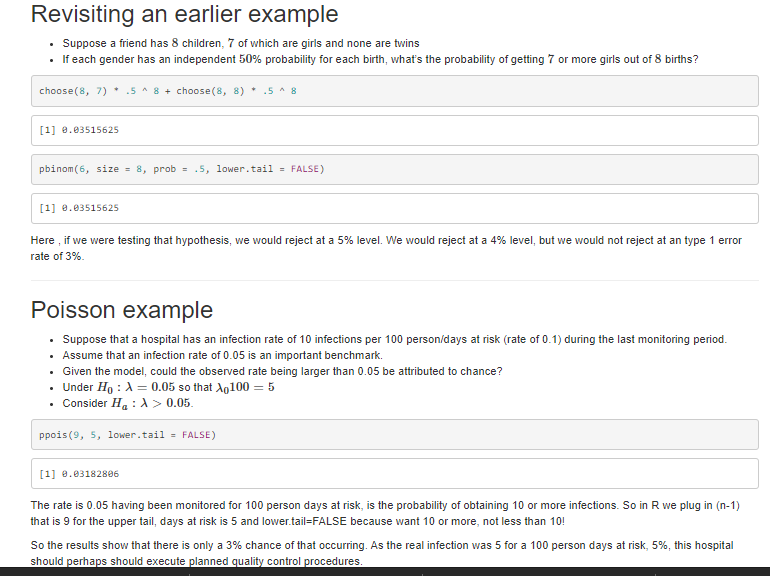 Revisiting an earlier example
• Suppose a friend has 8 children, 7 of which are girls and none are twins
• If each gender has an independent 50% probability for each birth, what's the probability of getting 7 or more girls out of 8 births?
choose(8, 7) * .5 ^ 8 + choose(8, 8) * .5 ^ 8
[1] 0.03515625
pbinom(6, size = 8, prob = .5, lower.tail = FALSE)
[1] 0.03515625
Here , if we were testing that hypothesis, we would reject at a 5% level. We would reject at a 4% level, but we would not reject at an type 1 error
rate of 3%.
Poisson example
• Suppose that a hospital has an infection rate of 10 infections per 100 person/days at risk (rate of 0.1) during the last monitoring period.
• Assume that an infection rate of 0.05 is an important benchmark.
• Given the model, could the observed rate being larger than 0.05 be attributed to chance?
• Under H₀ : λ = 0.05 so that λ₀100 = 5
• Consider Hₐ : λ > 0.05.
ppois(9, 5, lower.tail = FALSE)
[1] 0.03182806
The rate is 0.05 having been monitored for 100 person days at risk, is the probability of obtaining 10 or more infections. So in R we plug in (n-1)
that is 9 for the upper tail, days at risk is 5 and lower.tail=FALSE because want 10 or more, not less than 10!
So the results show that there is only a 3% chance of that occurring. As the real infection was 5 for a 100 person days at risk, 5%, this hospital
should perhaps should execute planned quality control procedures.